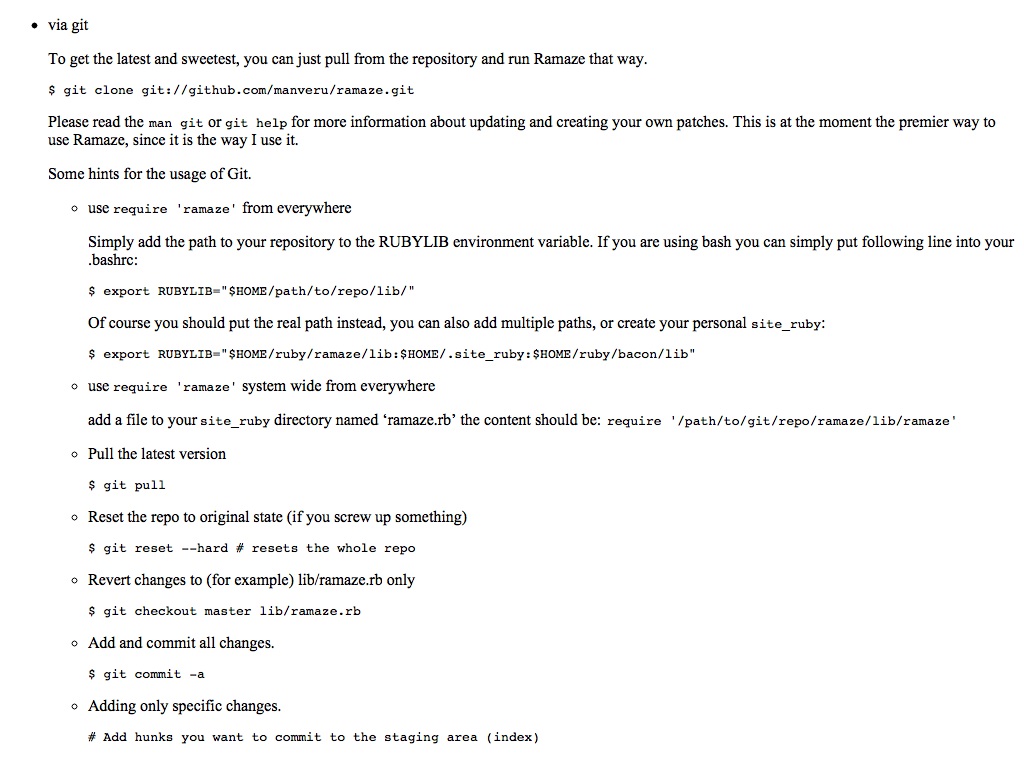 • via git
To get the latest and sweetest, you can just pull from the repository and run Ramaze that way.
$ git clone git://github.com/manveru/ramaze.git
Please read the man git or git help for more information about updating and creating your own patches. This is at the moment the premier way to
use Ramaze, since it is the way I use it.
Some hints for the usage of Git.
◦ use require 'ramaze' from everywhere
Simply add the path to your repository to the RUBYLIB environment variable. If you are using bash you can simply put following line into your
.bashrc:
$ export RUBYLIB="$HOME/path/to/repo/lib/"
Of course you should put the real path instead, you can also add multiple paths, or create your personal site_ruby:
$ export RUBYLIB="$HOME/ruby/ramaze/lib:$HOME/.site_ruby:$HOME/ruby/bacon/lib"
◦ use require 'ramaze' system wide from everywhere
add a file to your site_ruby directory named ‘ramaze.rb’ the content should be: require '/path/to/git/repo/ramaze/lib/ramaze'
◦ Pull the latest version
$ git pull
◦ Reset the repo to original state (if you screw up something)
$ git reset --hard # resets the whole repo
◦ Revert changes to (for example) lib/ramaze.rb only
$ git checkout master lib/ramaze.rb
◦ Add and commit all changes.
$ git commit -a
◦ Adding only specific changes.
# Add hunks you want to commit to the staging area (index)